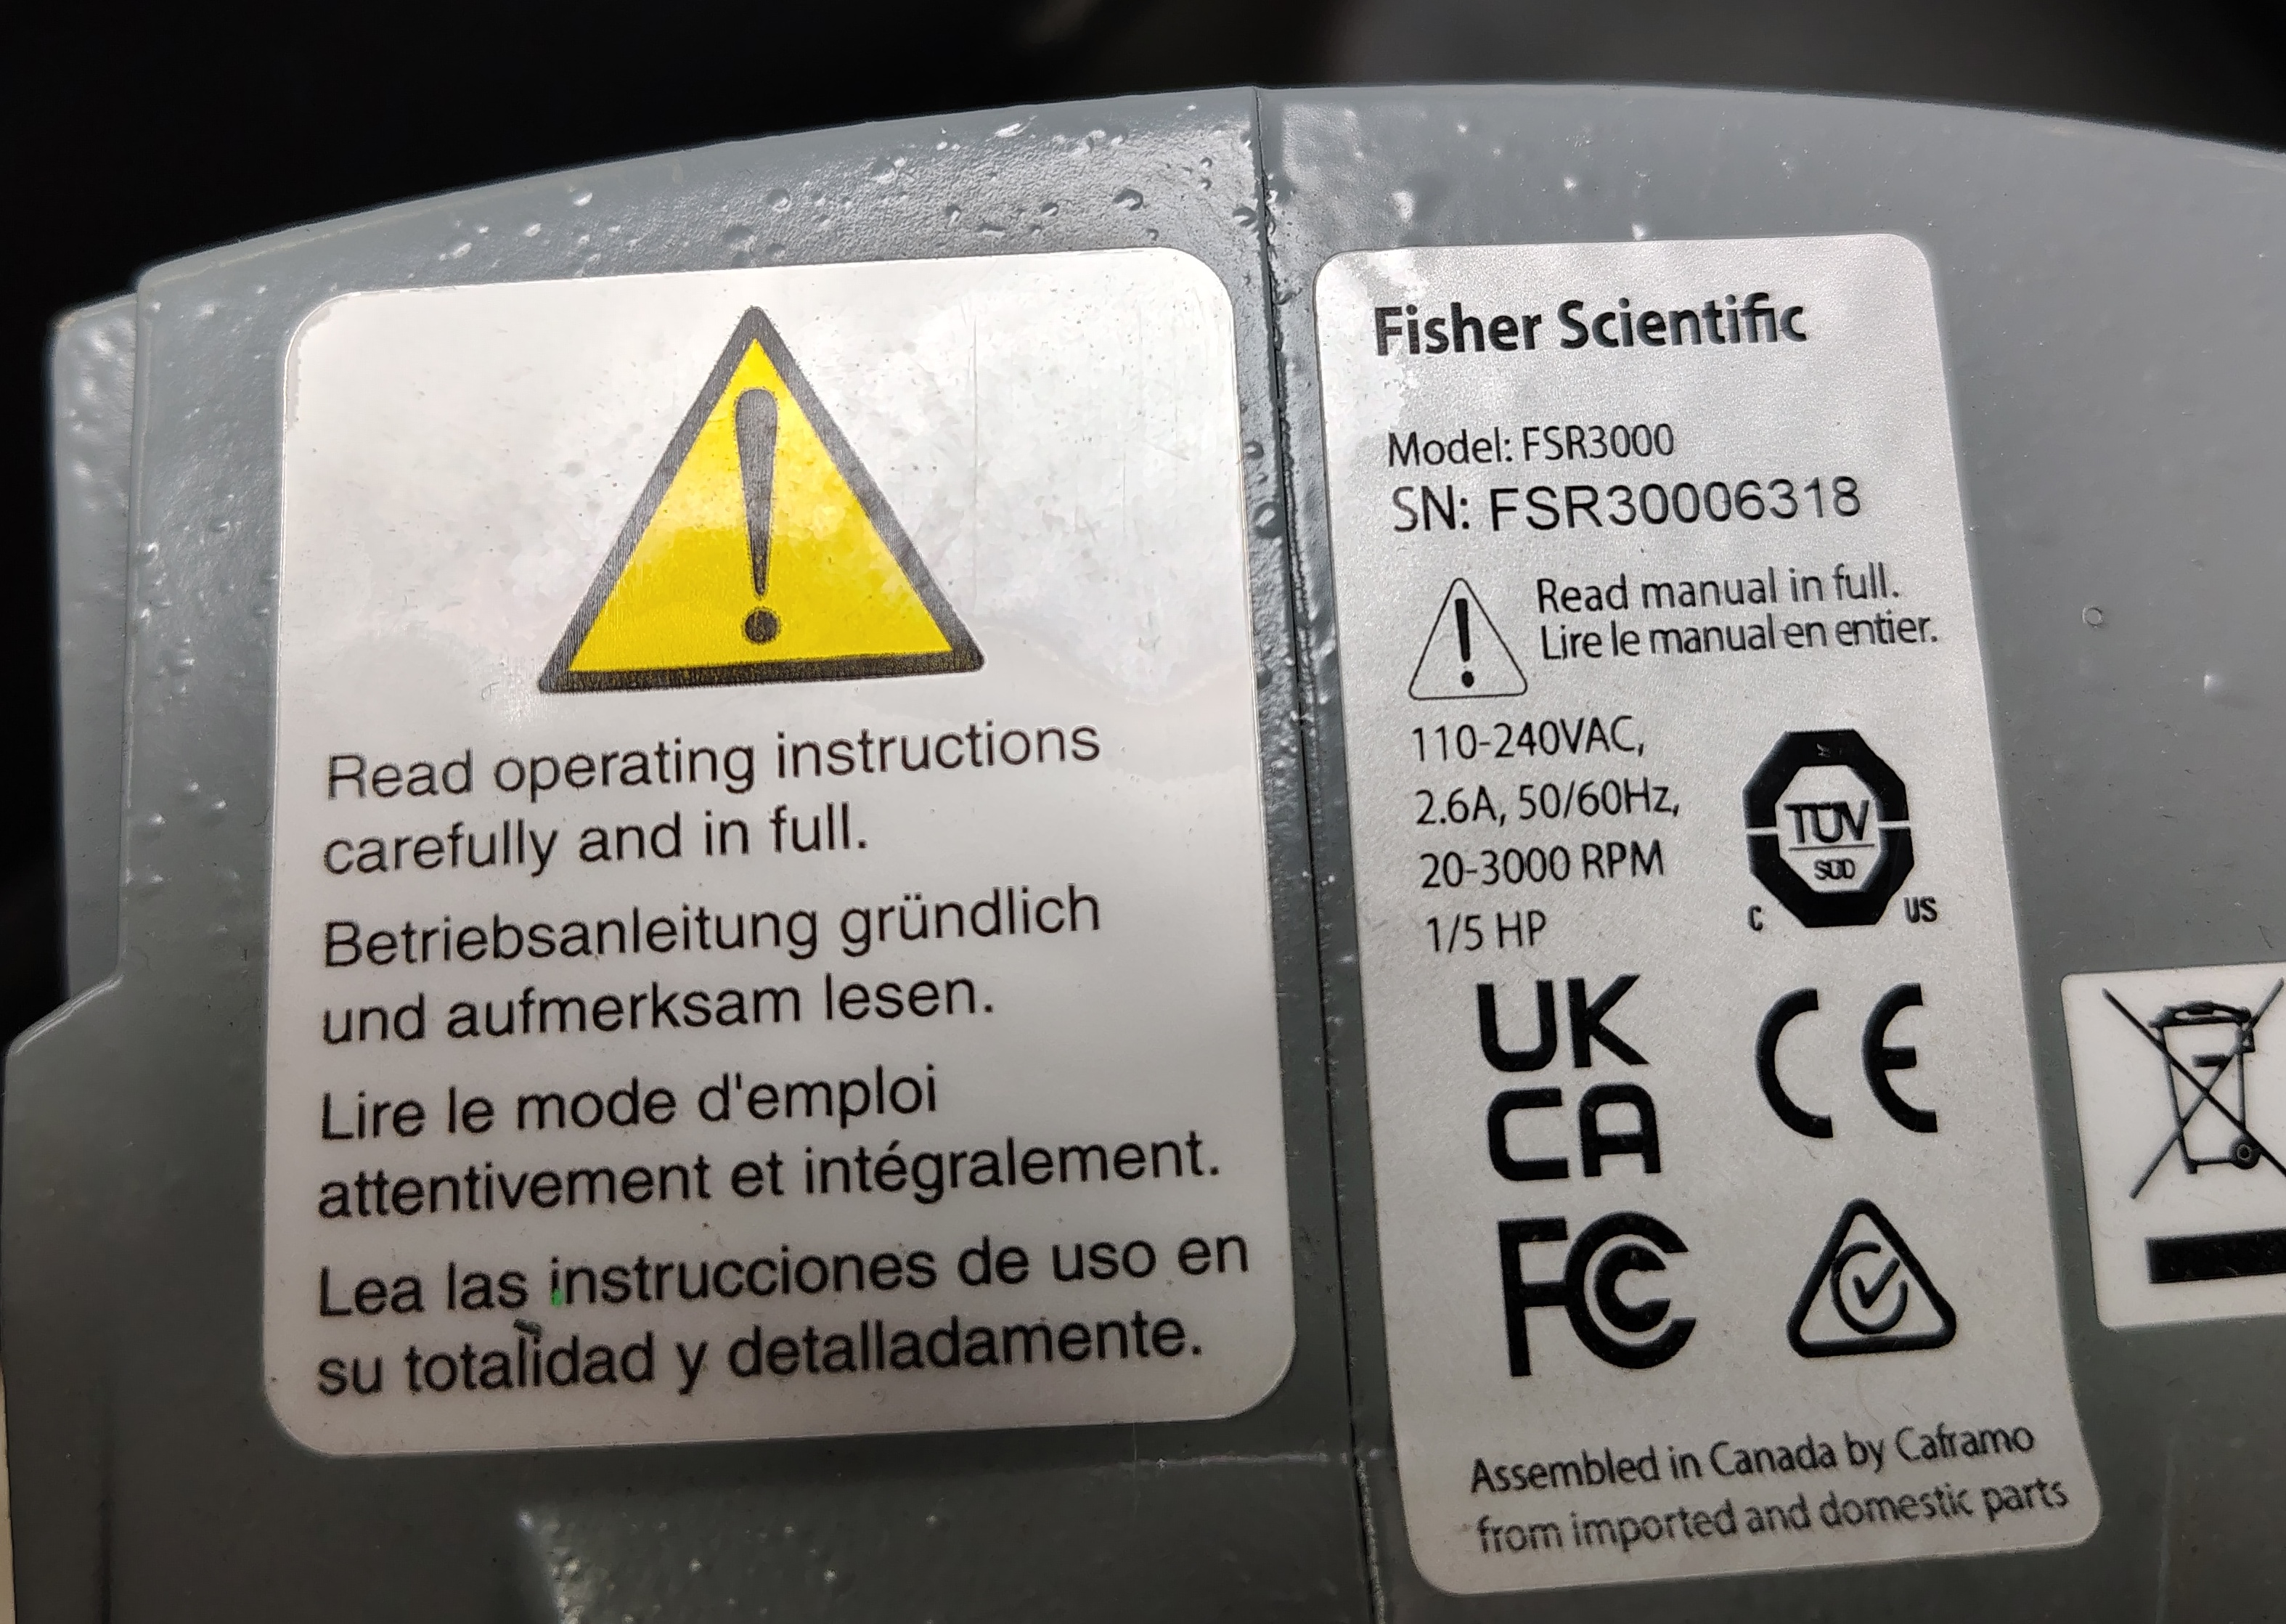 Read operating instructions
carefully and in full.
Betriebsanleitung gründlich
und aufmerksam lesen.
Lire le mode d'emploi
attentivement et intégralement.
Lea las instrucciones de uso en
su totalidad y detalladamente.
Fisher Scientific
Model: FSR3000
SN: FSR30006318
Read manual in full.
Lire le manual en entier.
110-240VAC,
2.6A, 50/60Hz,
20-3000 RPM
1/5 HP
TÜV
SÜD
C US
UK
CA
CE
FC
Assembled in Canada by Caframo
from imported and domestic parts